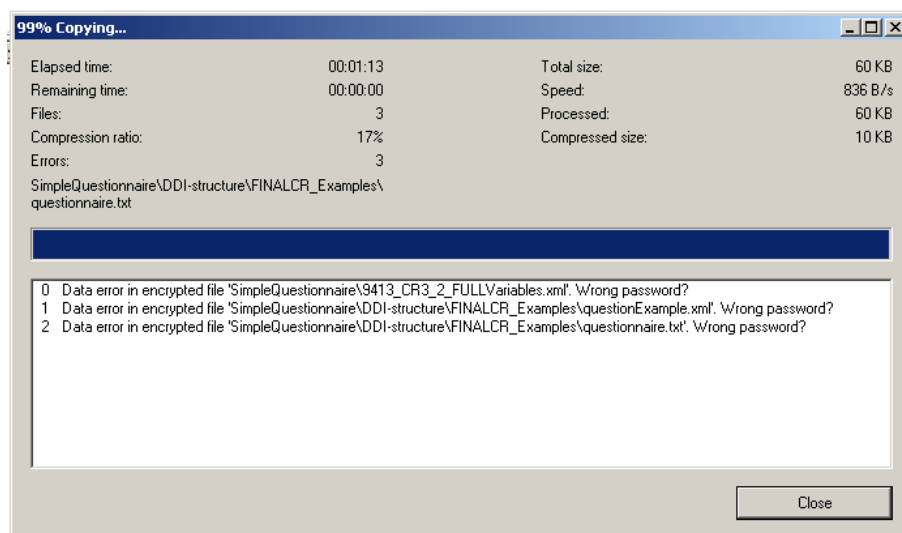 99% Copying...
Elapsed time: 00:01:13 Total size: 60 KB
Remaining time: 00:00:00 Speed: 836 B/s
Files: 3 Processed: 60 KB
Compression ratio: 17% Compressed size: 10 KB
Errors: 3
SimpleQuestionnaire\DDI-structure\FINALCR_Examples\
questionnaire.txt
0 Data error in encrypted file 'SimpleQuestionnaire\9413_CR3_2_FULLVariables.xml'. Wrong password?
1 Data error in encrypted file 'SimpleQuestionnaire\DDI-structure\FINALCR_Examples\questionExample.xml'. Wrong password?
2 Data error in encrypted file 'SimpleQuestionnaire\DDI-structure\FINALCR_Examples\questionnaire.txt'. Wrong password?
Close